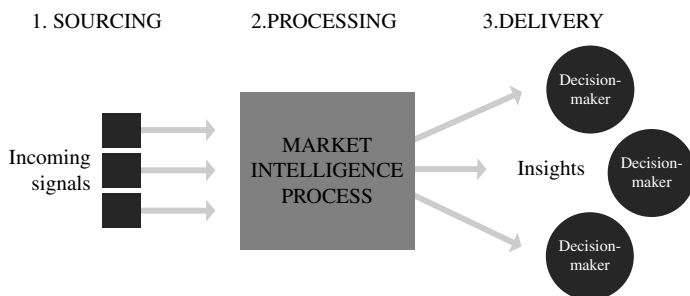 1. SOURCING
2.PROCESSING
3.DELIVERY
Incoming
signals
MARKET
INTELLIGENCE
PROCESS
Decision-
maker
Insights
Decision-
maker
Decision-
maker